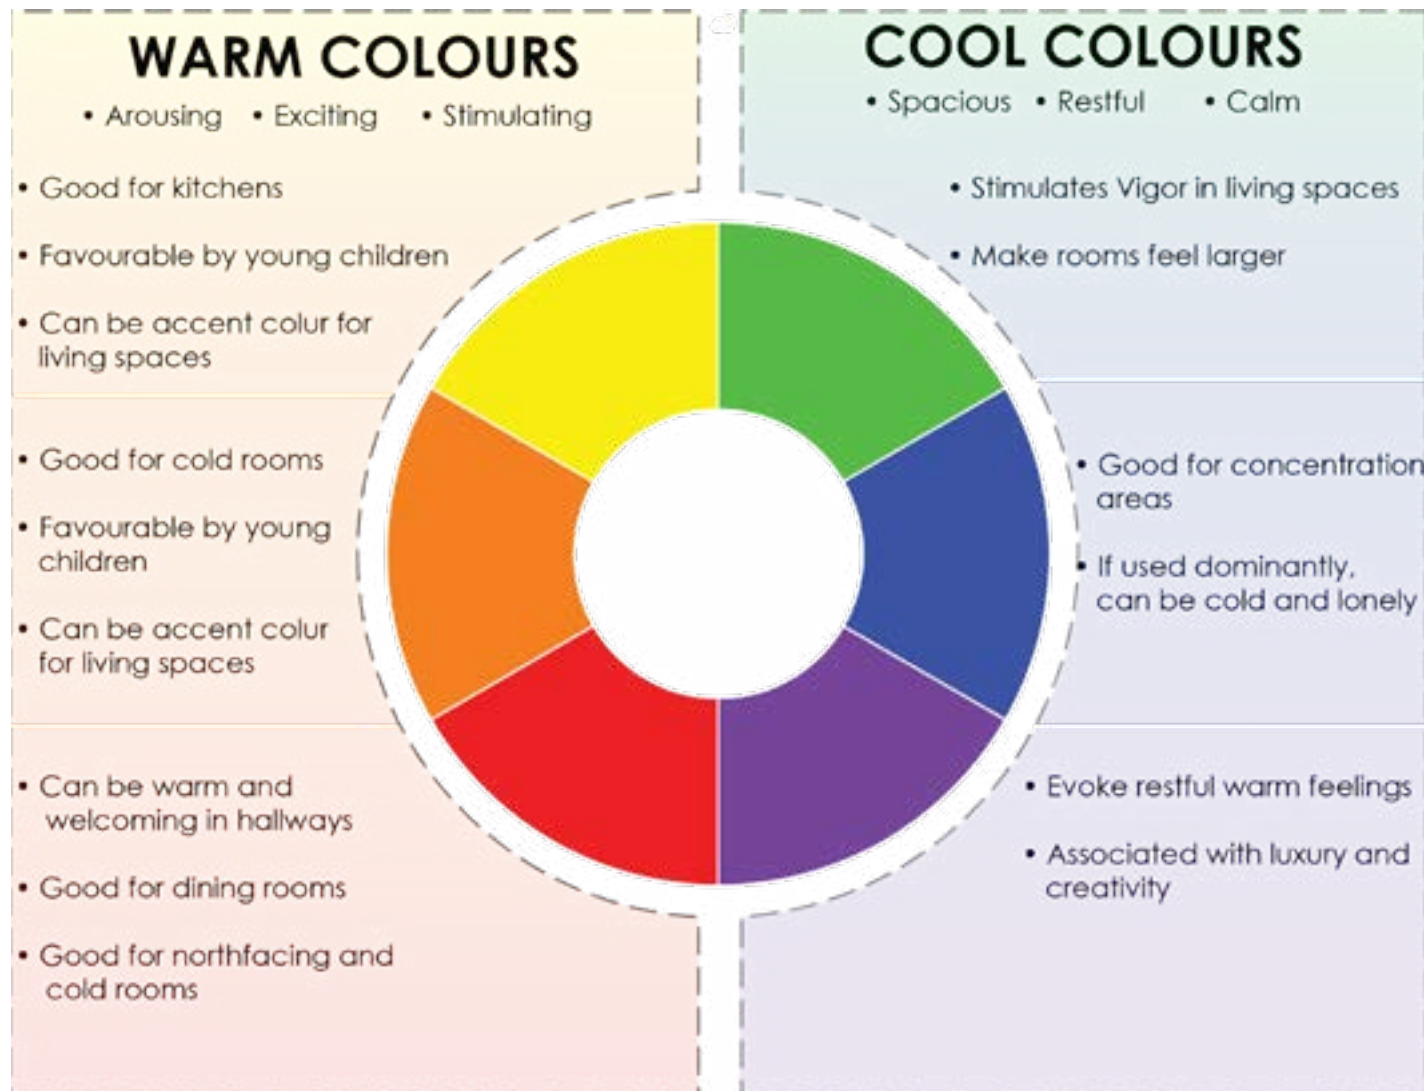 WARM COLOURS
• Arousing • Exciting • Stimulating
• Good for kitchens
• Favourable by young children
• Can be accent colur for
living spaces
• Good for cold rooms
• Favourable by young
children
• Can be accent colur
for living spaces
• Can be warm and
welcoming in hallways
• Good for dining rooms
• Good for northfacing and
cold rooms
COOL COLOURS
• Spacious • Restful • Calm
• Stimulates Vigor in living spaces
• Make rooms feel larger
• Good for concentration
areas
• If used dominantly,
can be cold and lonely
• Evoke restful warm feelings
• Associated with luxury and
creativity